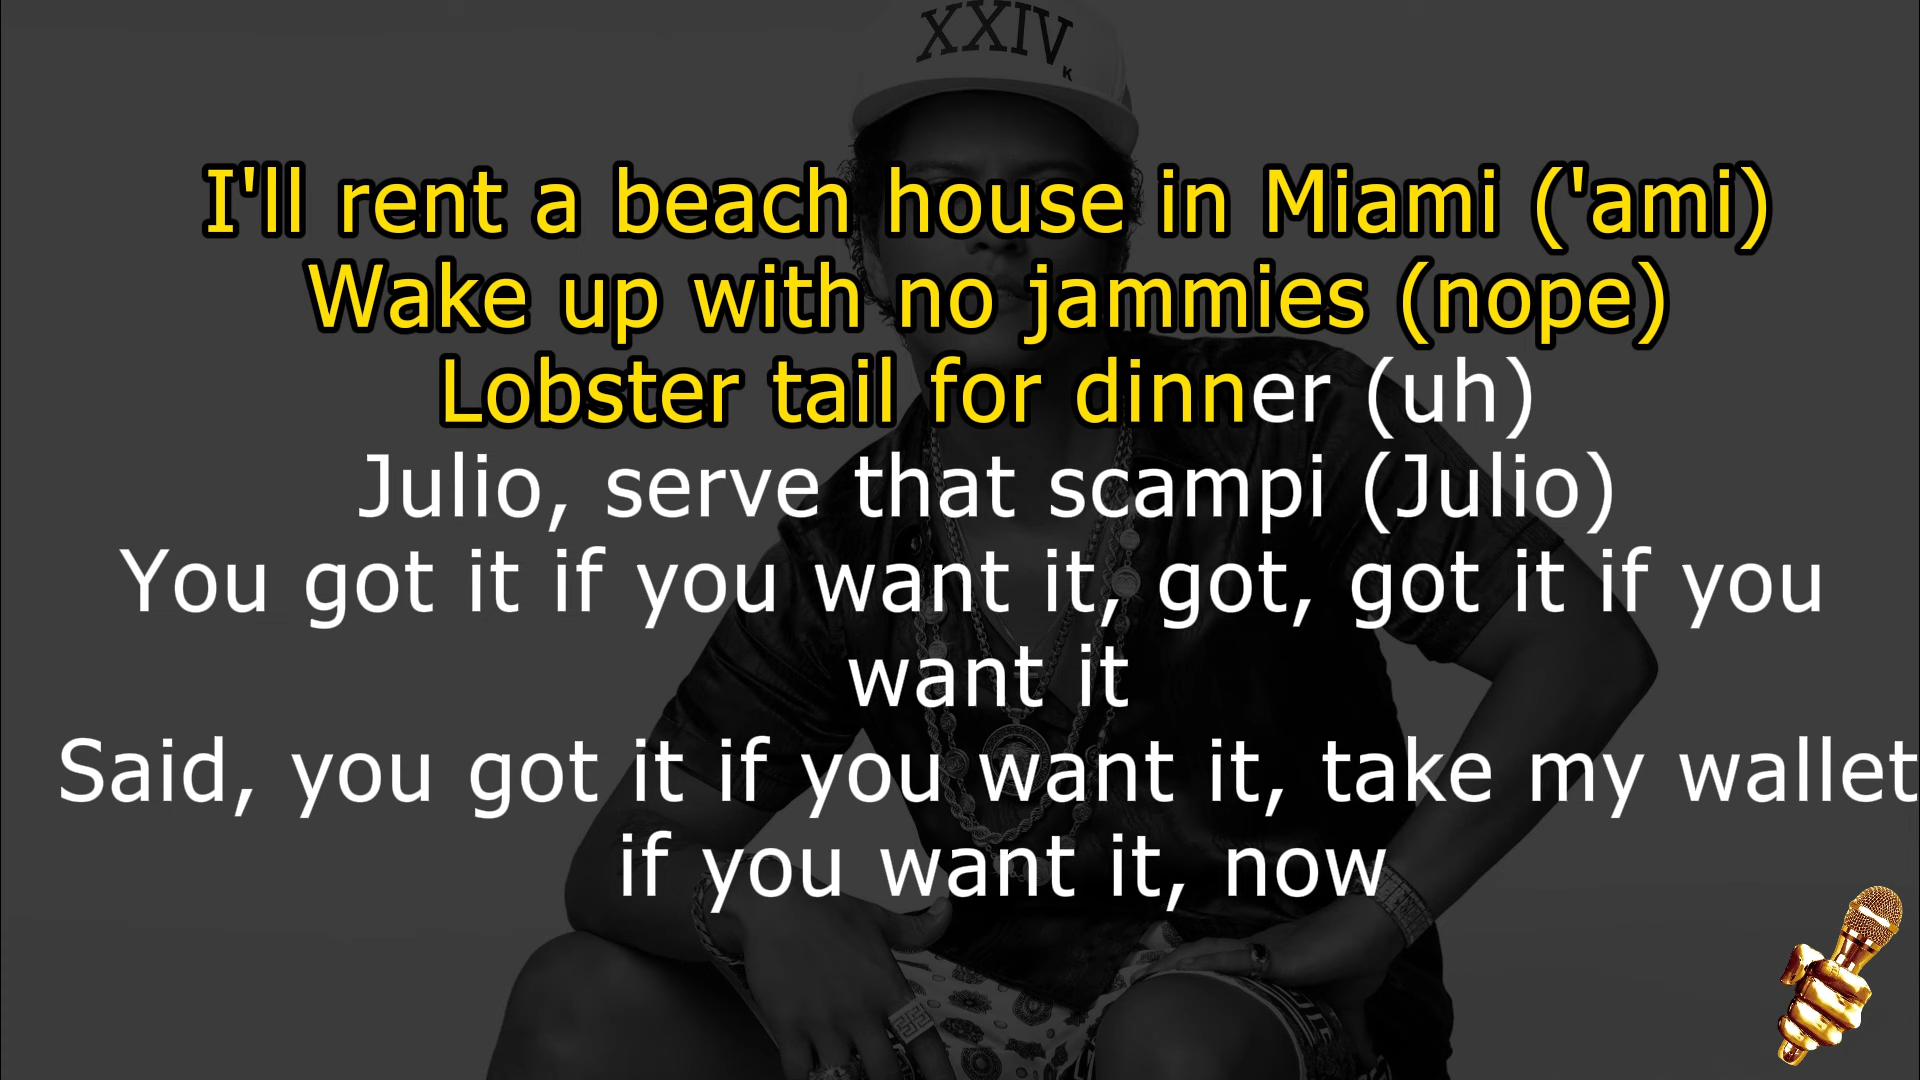 XXIV
K
I'll rent a beach house in Miami ('ami)
Wake up with no jammies (nope)
Lobster tail for dinner (uh)
Julio, serve that scampi (Julio)
You got it if you want it, got, got it if you
want it
Said, you got it if you want it, take my wallet
if you want it, now